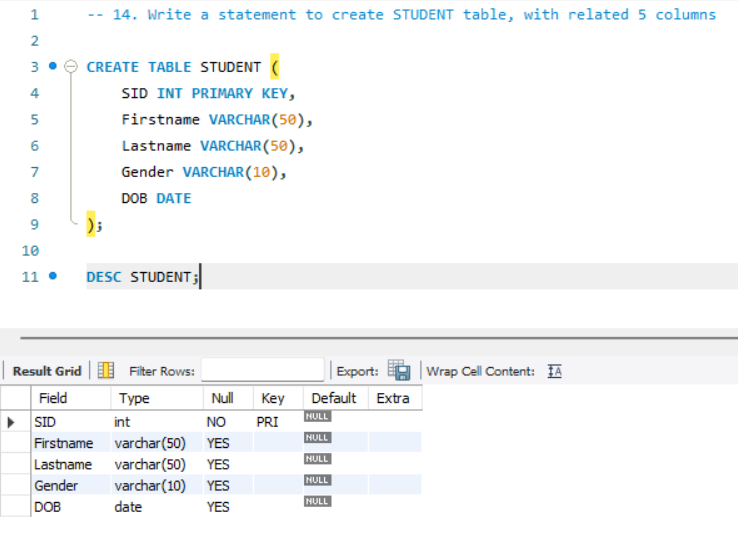 1 -- 14. Write a statement to create STUDENT table, with related 5 columns
2
3 CREATE TABLE STUDENT (
4 SID INT PRIMARY KEY,
5 Firstname VARCHAR(50),
6 Lastname VARCHAR(50),
7 Gender VARCHAR(10),
8 DOB DATE
9 );
10
11 DESC STUDENT;
Result Grid Filter Rows: Export: Wrap Cell Content: IA
Field Type Null Key Default Extra
SID int NO PRI NULL
Firstname varchar(50) YES NULL
Lastname varchar(50) YES NULL
Gender varchar(10) YES NULL
DOB date YES NULL